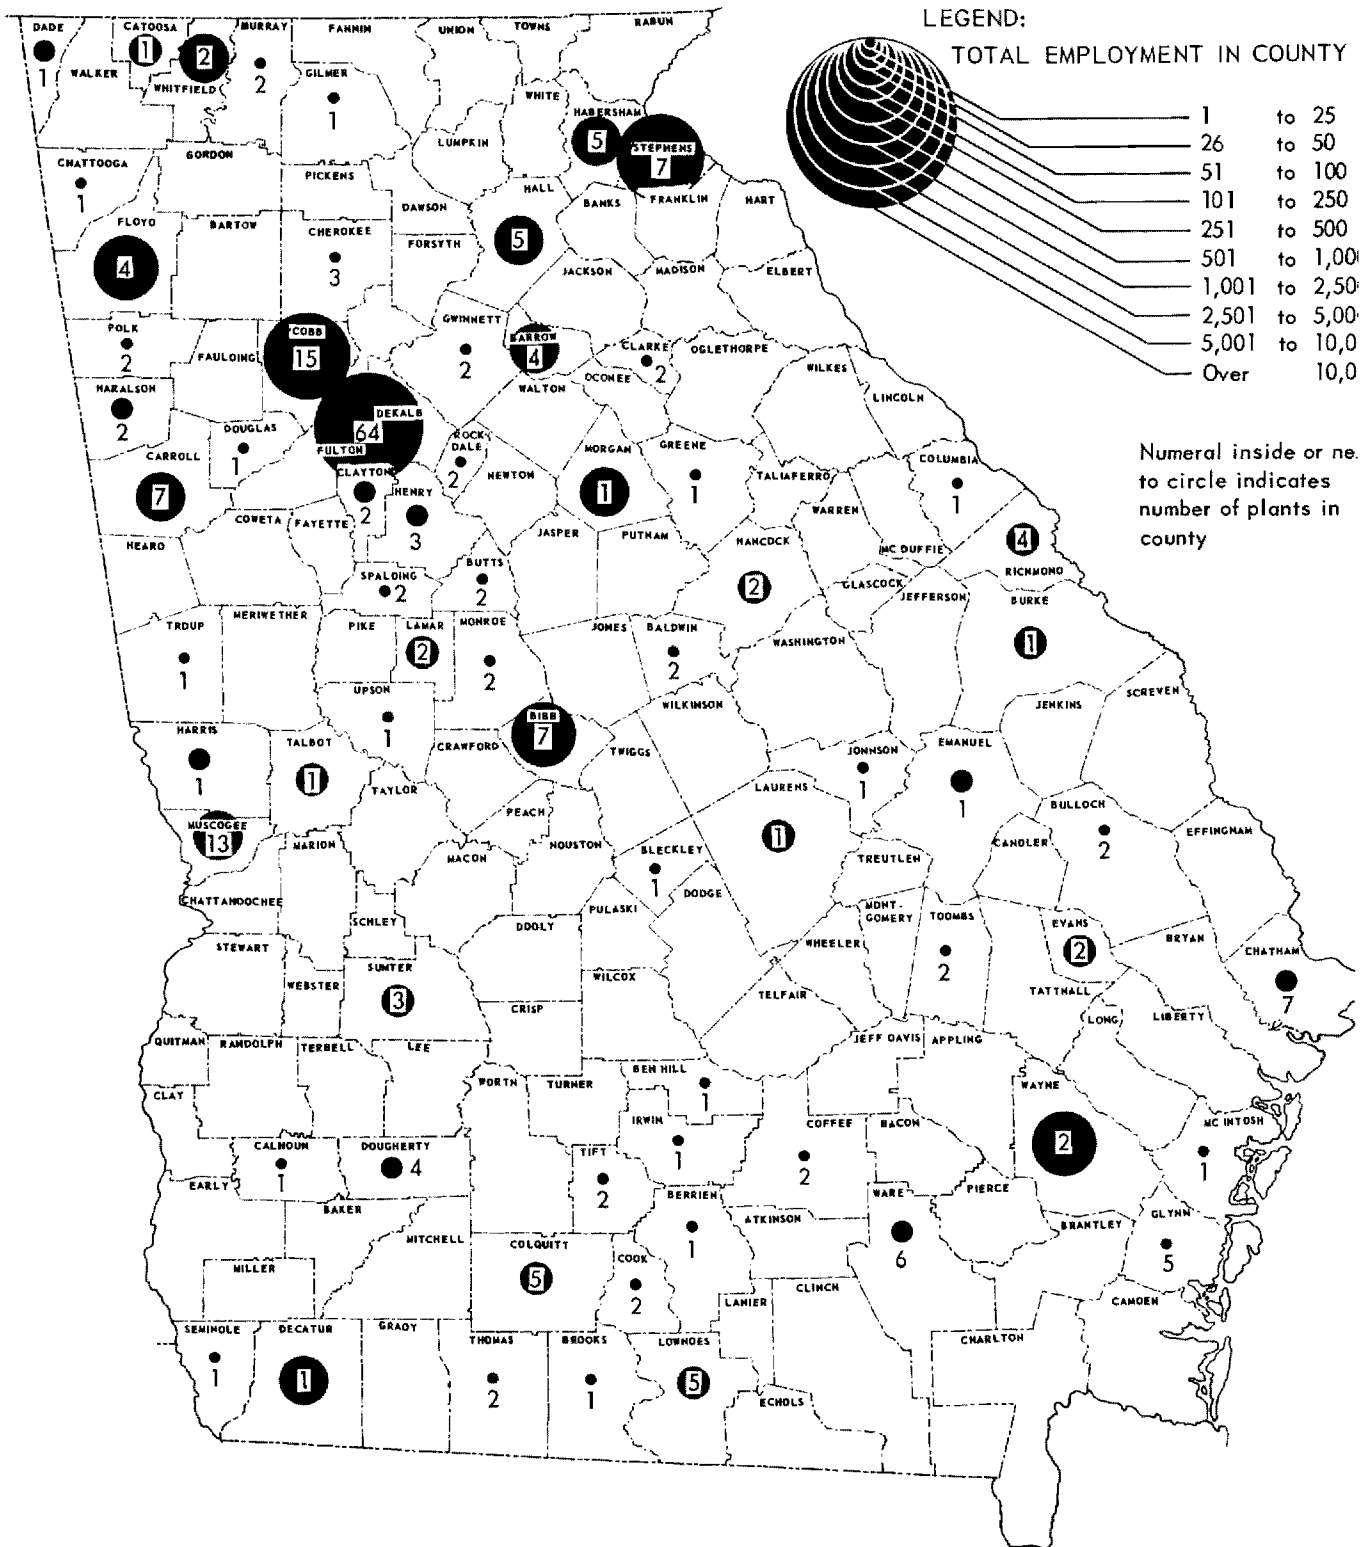 LEGEND:
TOTAL EMPLOYMENT IN COUNTY
1 to 25
26 to 50
51 to 100
101 to 250
251 to 500
501 to 1,00
1,001 to 2,50
2,501 to 5,00
5,001 to 10,0
Over 10,0
Numeral inside or ne
to circle indicates
number of plants in
county
DADE
1
CATOOSA
1
WALKER
2
WHITFIELD
MURRAY
2
FANNIN
GILMER
1
UNION
TOWNS
RABUN
WHITE
HABERSHAM
5
STEPHENS
7
LUMPKIN
CHATTOOGA
1
GORDON
PICKENS
DAWSON
HALL
5
BANKS
FRANKLIN
HART
FLOYD
4
BARTOW
CHEROKEE
3
FORSYTH
JACKSON
MADISON
ELBERT
POLK
2
FAULDING
COBB
15
GWINNETT
2
BARROW
4
CLARKE
2
OGLETHORPE
WILKES
LINCOLN
OCONEE
WALTON
HARALSON
2
DOUGLAS
1
DEKALB
64
FULTON
CLAYTON
2
ROCK
DALE
2
NEWTON
MORGAN
1
GREENE
1
TALIAFERRO
COLUMBIA
1
CARROLL
7
HENRY
3
COWETA
FAYETTE
JASPER
PUTNAM
HANCOCK
2
WARREN
MC DUFFIE
4
RICHMOND
HEARD
SPALDING
2
BUTTS
2
GLASCOCK
JEFFERSON
BURKE
1
TROUP
1
MERIWETHER
PIKE
LAMAR
2
MONROE
2
JONES
BALDWIN
2
WASHINGTON
UPSON
1
WILKINSON
JENKINS
SCREVEN
HARRIS
1
TALBOT
1
CRAWFORD
BIBB
7
TWIGGS
JOHNSON
1
EMANUEL
1
TAYLOR
LAURENS
1
MUSCOGEE
13
MARION
PEACH
MACON
HOUSTON
BLECKLEY
1
TREUTLEN
CANDLER
BULLOCH
2
EFFINGHAM
CHATTAHOOCHEE
SCHLEY
PULASKI
DODGE
MONT-
GOMERY
TOOMBS
2
EVANS
2
BRYAN
CHATHAM
7
STEWART
WEBSTER
SUMTER
3
DOOLY
WILCOX
WHEELER
TELFAIR
TATTNALL
CRISP
LONG
LIBERTY
QUITMAN
RANDOLPH
TERRELL
LEE
JEFF DAVIS
APPLING
CLAY
WORTH
TURNER
BEN HILL
1
WAYNE
2
MC INTOSH
1
IRWIN
1
COFFEE
2
BACON
CALHOUN
1
DOUGHERTY
4
TIFT
2
EARLY
BAKER
BERRIEN
1
WARE
6
PIERCE
ATKINSON
BRANTLEY
GLYNN
5
MITCHELL
COLQUITT
5
COOK
2
MILLER
LANIER
CLINCH
CAMDEN
SEMINOLE
1
DECATUR
1
GRADY
THOMAS
2
BROOKS
1
LOWNDES
5
CHARLTON
ECHOLS